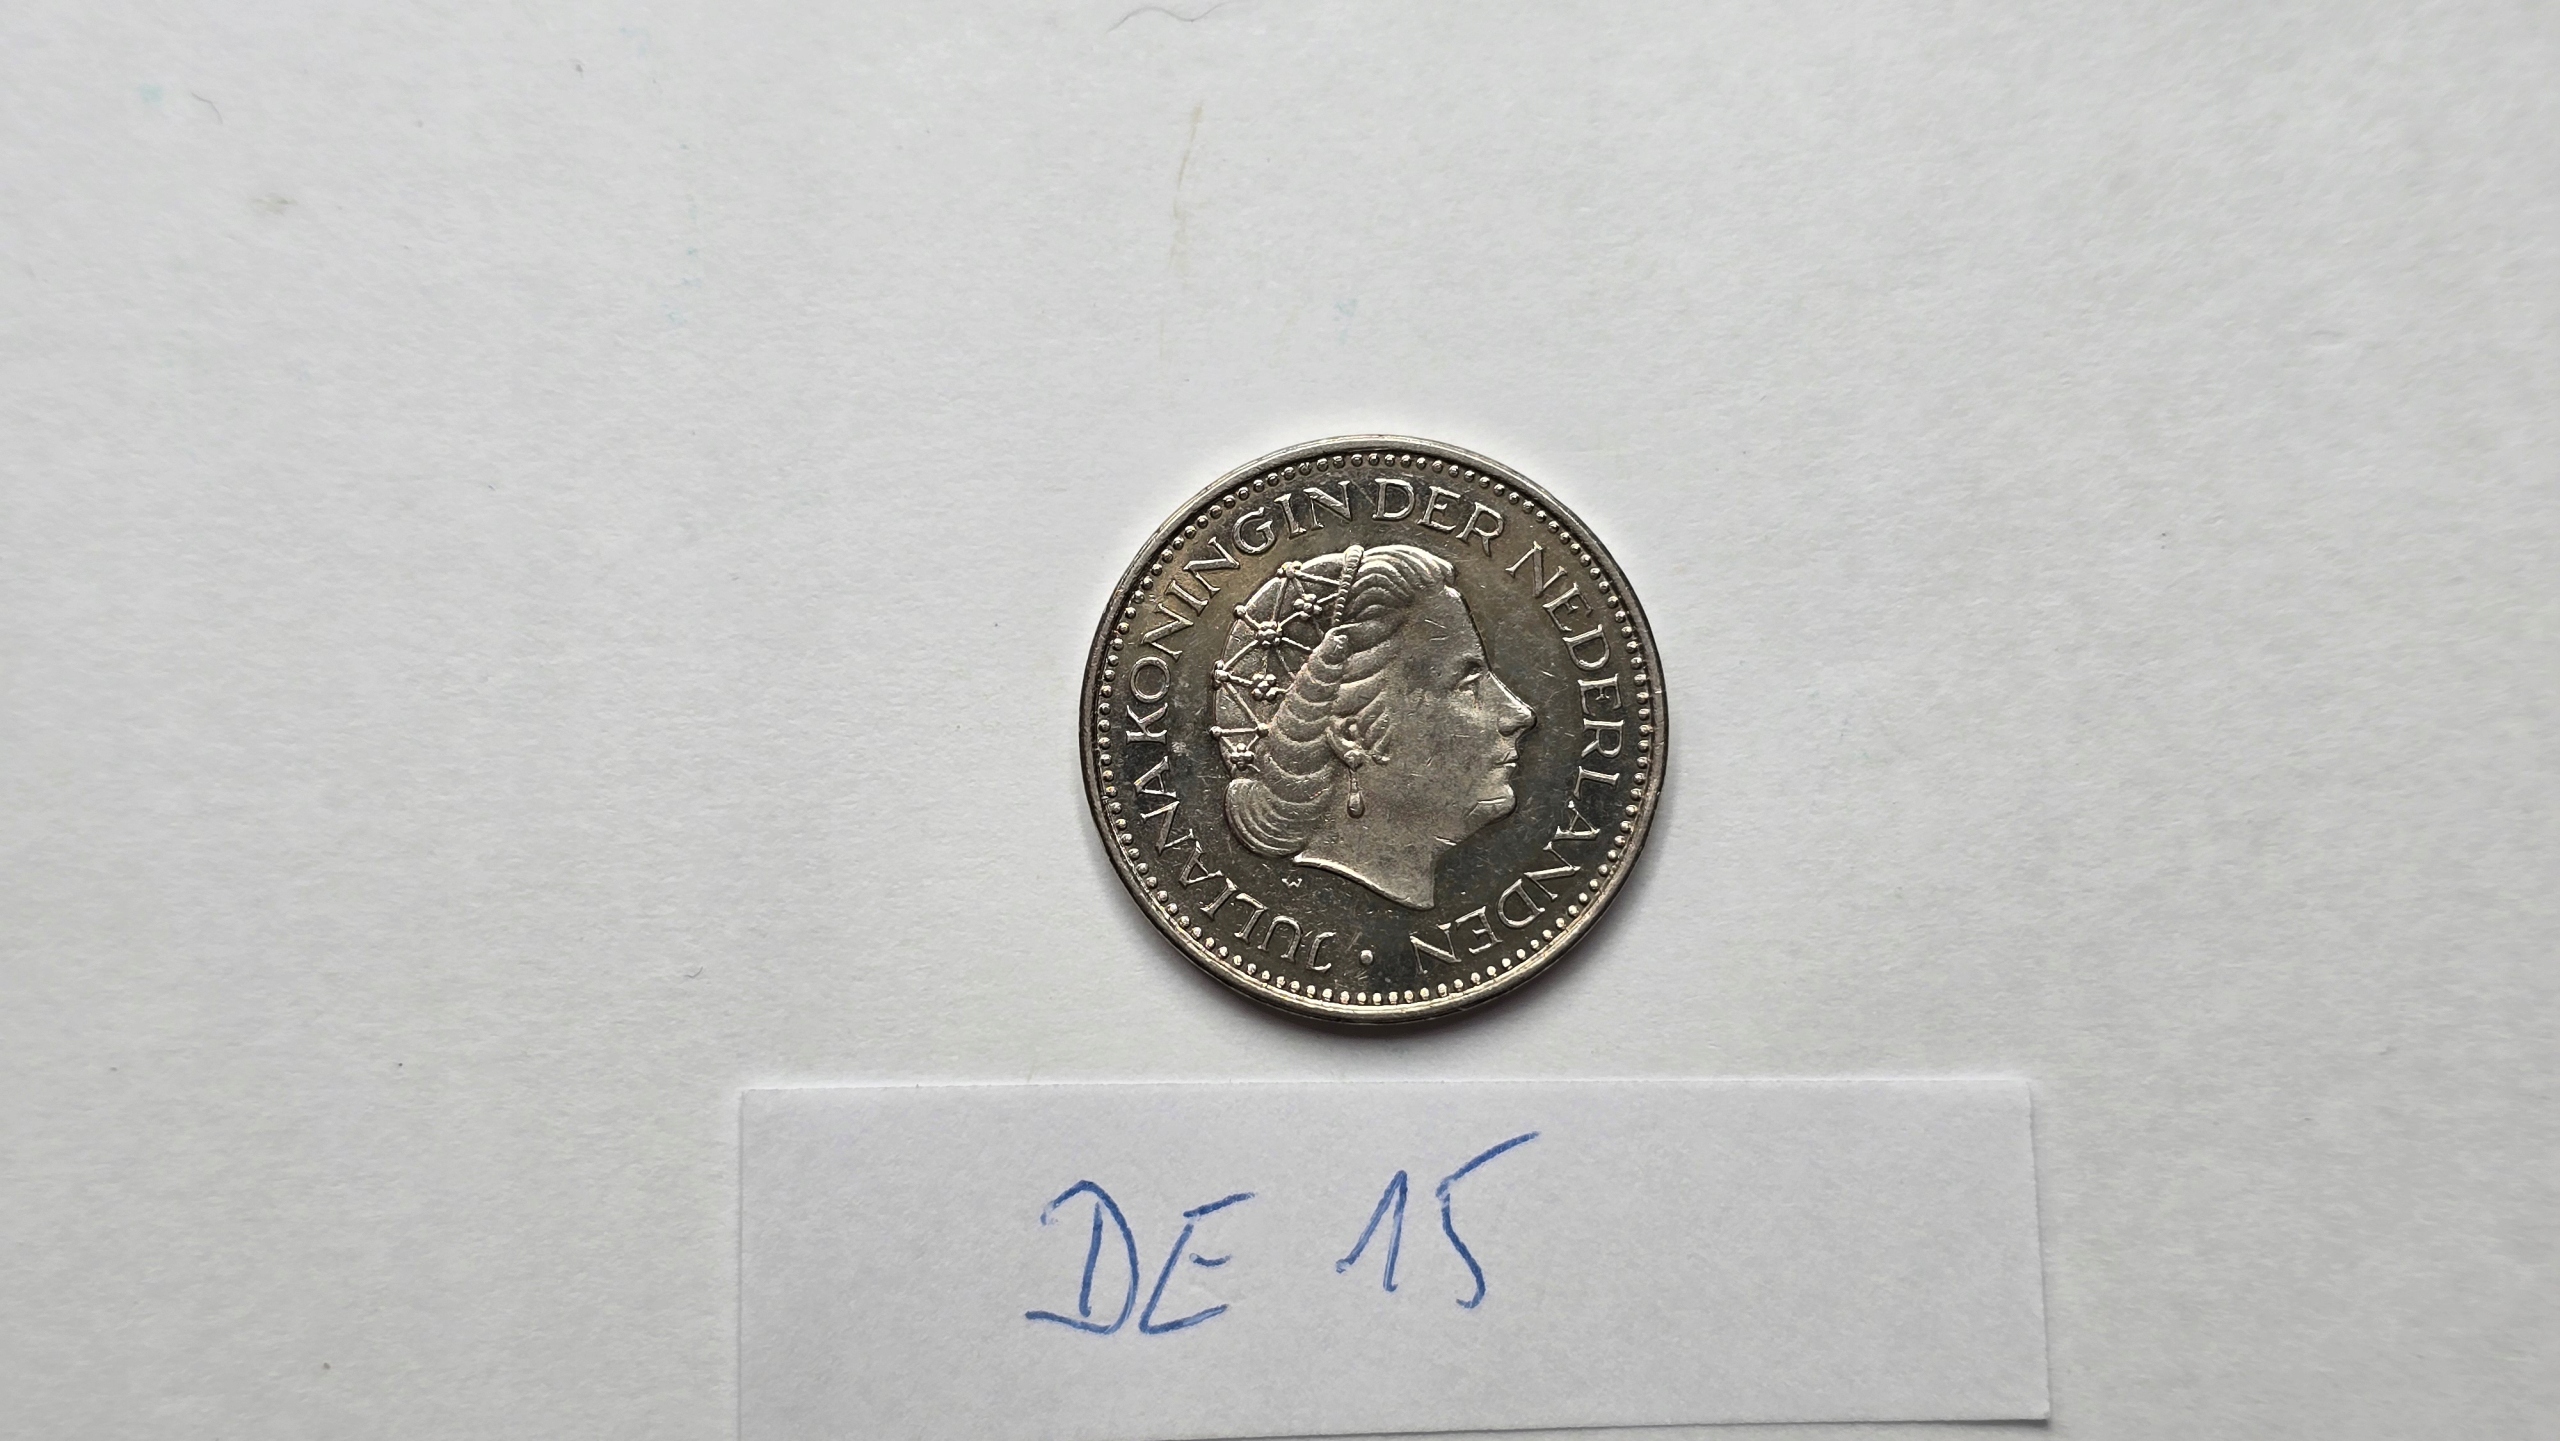 JULIANA KONINGIN DER NEDERLANDEN •
DE 15